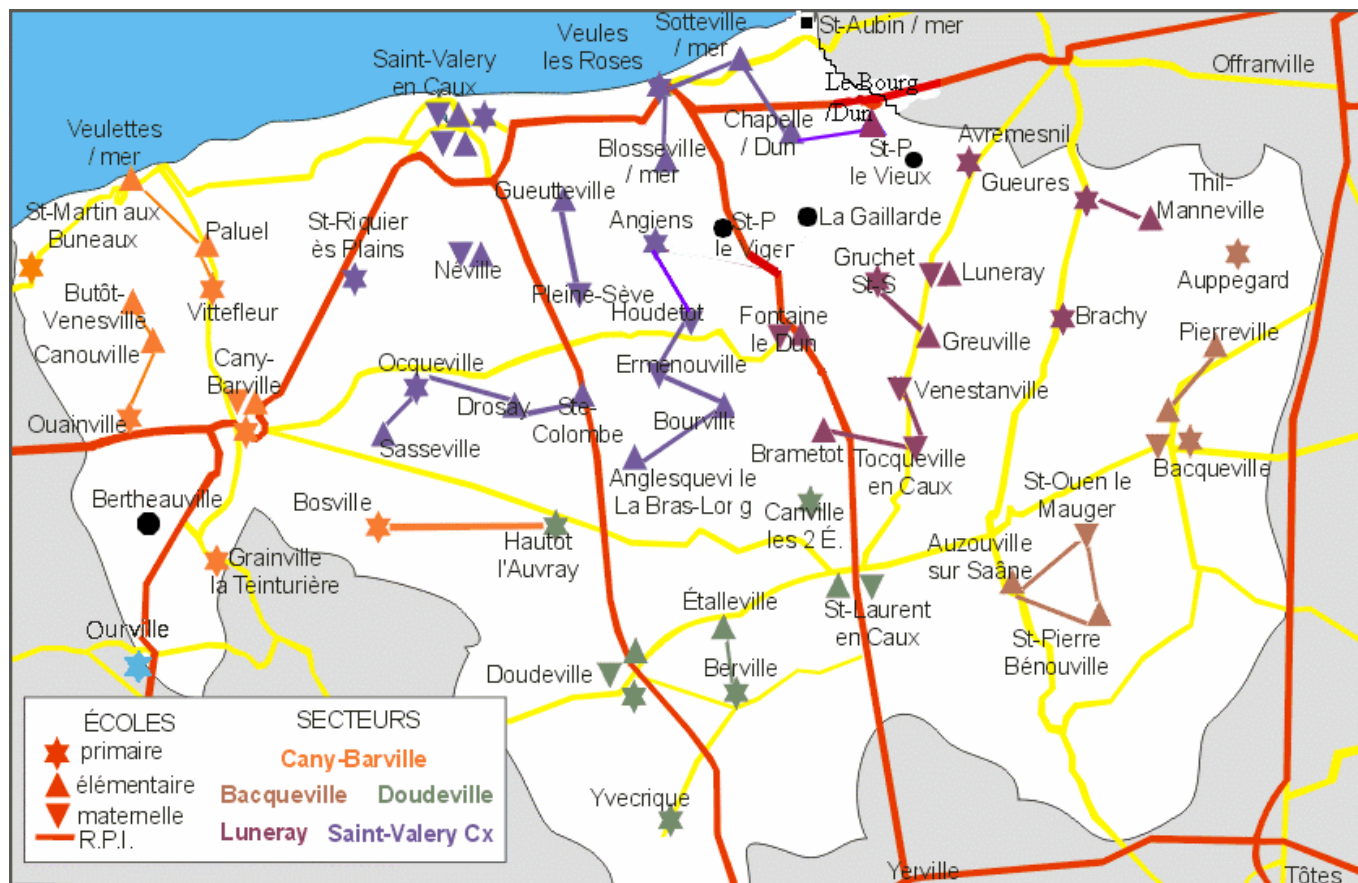 Sotteville
/ mer
St-Aubin / mer
Veules
les Roses
Saint-Valery
en Caux
Offranville
Le Bourg
/Dun
Veulettes
/ mer
Chapelle
/ Dun
Avremesnil
Blosseville
/ mer
St-P
le Vieux
Gueures
Thil-
Manneville
Gueutteville
St-Martin aux
Buneaux
Paluel
St-Riquier
ès Plains
Angiens
St-P
le Viger
La Gaillarde
Néville
Gruchet
St-S
Luneray
Auppegard
Butôt-
Venesville
Vittefleur
Pleine-Sève
Houdetot
Fontaine
le Dun
Brachy
Pierreville
Canouville
Cany-
Barville
Ocqueville
Ermenouville
Greuville
Ouainville
Drosay
Ste-
Colombe
Bourville
Venestanville
Sasseville
Brametot
Tocqueville
en Caux
Bacqueville
Anglesquevi le
La Bras-Lor g
St-Ouen le
Mauger
Bertheauville
Bosville
Canville
les 2 É.
Hautot
l'Auvray
Auzouville
sur Saâne
Grainville
la Teinturière
Étalleville
St-Laurent
en Caux
Ourville
St-Pierre
Bénouville
Doudeville
Berville
Yvecrique
Yerville
Tôtes
ÉCOLES
primaire
élémentaire
maternelle
R.P.I.
SECTEURS
Cany-Barville
Bacqueville Doudeville
Luneray Saint-Valery Cx